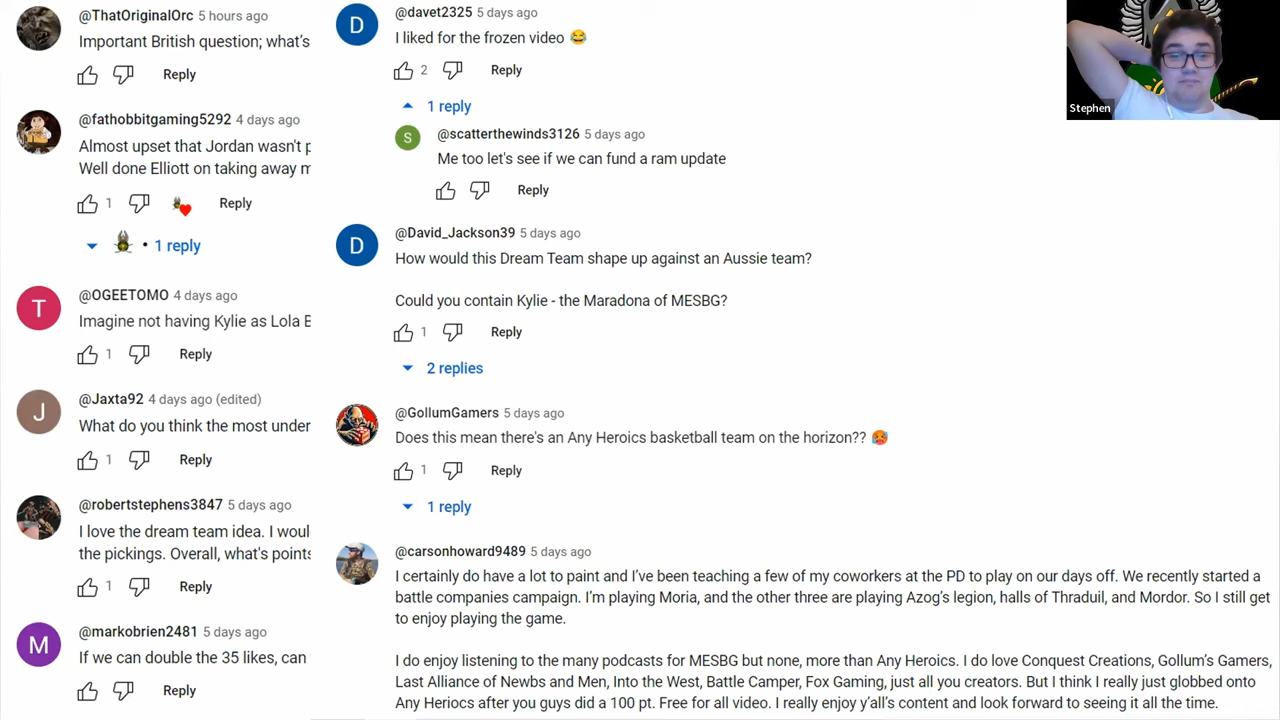 @ThatOriginalOrc 5 hours ago
Important British question; what's
Reply
@fathobbitgaming5292 4 days ago
Almost upset that Jordan wasn't p
Well done Elliott on taking away m
1 Reply
• 1 reply
T
@OGEETOMO 4 days ago
Imagine not having Kylie as Lola B
1 Reply
J
@Jaxta92 4 days ago (edited)
What do you think the most under
1 Reply
@robertstephens3847 5 days ago
I love the dream team idea. I woul
the pickings. Overall, what's points
1 Reply
M
@markobrien2481 5 days ago
If we can double the 35 likes, can
Reply
D
@davet2325 5 days ago
I liked for the frozen video 😂
2 Reply
1 reply
S
@scatterthewinds3126 5 days ago
Me too let's see if we can fund a ram update
Reply
D
@David_Jackson39 5 days ago
How would this Dream Team shape up against an Aussie team?
Could you contain Kylie - the Maradona of MESBG?
1 Reply
2 replies
@GollumGamers 5 days ago
Does this mean there's an Any Heroics basketball team on the horizon?? 🥵
1 Reply
1 reply
@carsonhoward9489 5 days ago
I certainly do have a lot to paint and I've been teaching a few of my coworkers at the PD to play on our days off. We recently started a
battle companies campaign. I'm playing Moria, and the other three are playing Azog's legion, halls of Thraduil, and Mordor. So I still get
to enjoy playing the game.
I do enjoy listening to the many podcasts for MESBG but none, more than Any Heroics. I do love Conquest Creations, Gollum's Gamers,
Last Alliance of Newbs and Men, Into the West, Battle Camper, Fox Gaming, just all you creators. But I think I really just globbed onto
Any Heriocs after you guys did a 100 pt. Free for all video. I really enjoy y'all's content and look forward to seeing it all the time.
Stephen